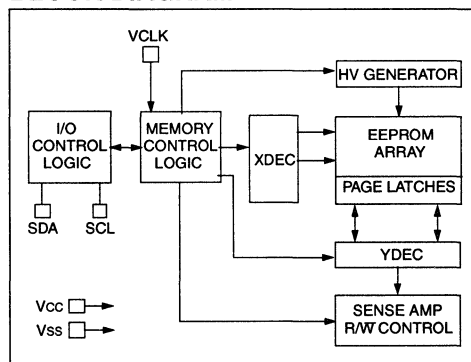 VCLK
HV GENERATOR
I/O
CONTROL
LOGIC
MEMORY
CONTROL
LOGIC
XDEC
EEPROM
ARRAY
PAGE LATCHES
SDA
SCL
YDEC
Vcc
Vss
SENSE AMP
R/W̅ CONTROL